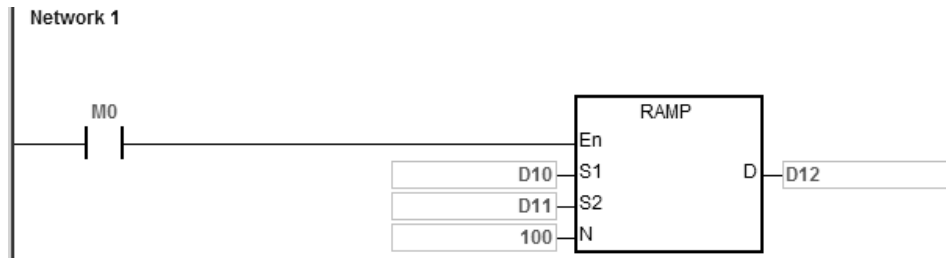 Network 1
M0
RAMP
En
D10 S1 D D12
D11 S2
100 N